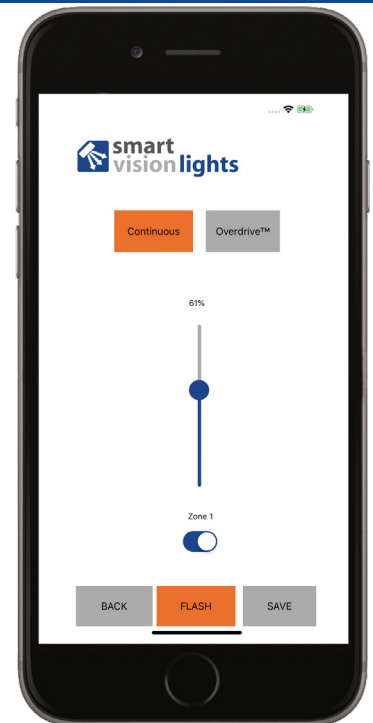 smart
vision lights
Continuous Overdrive™
61%
Zone 1
BACK FLASH SAVE